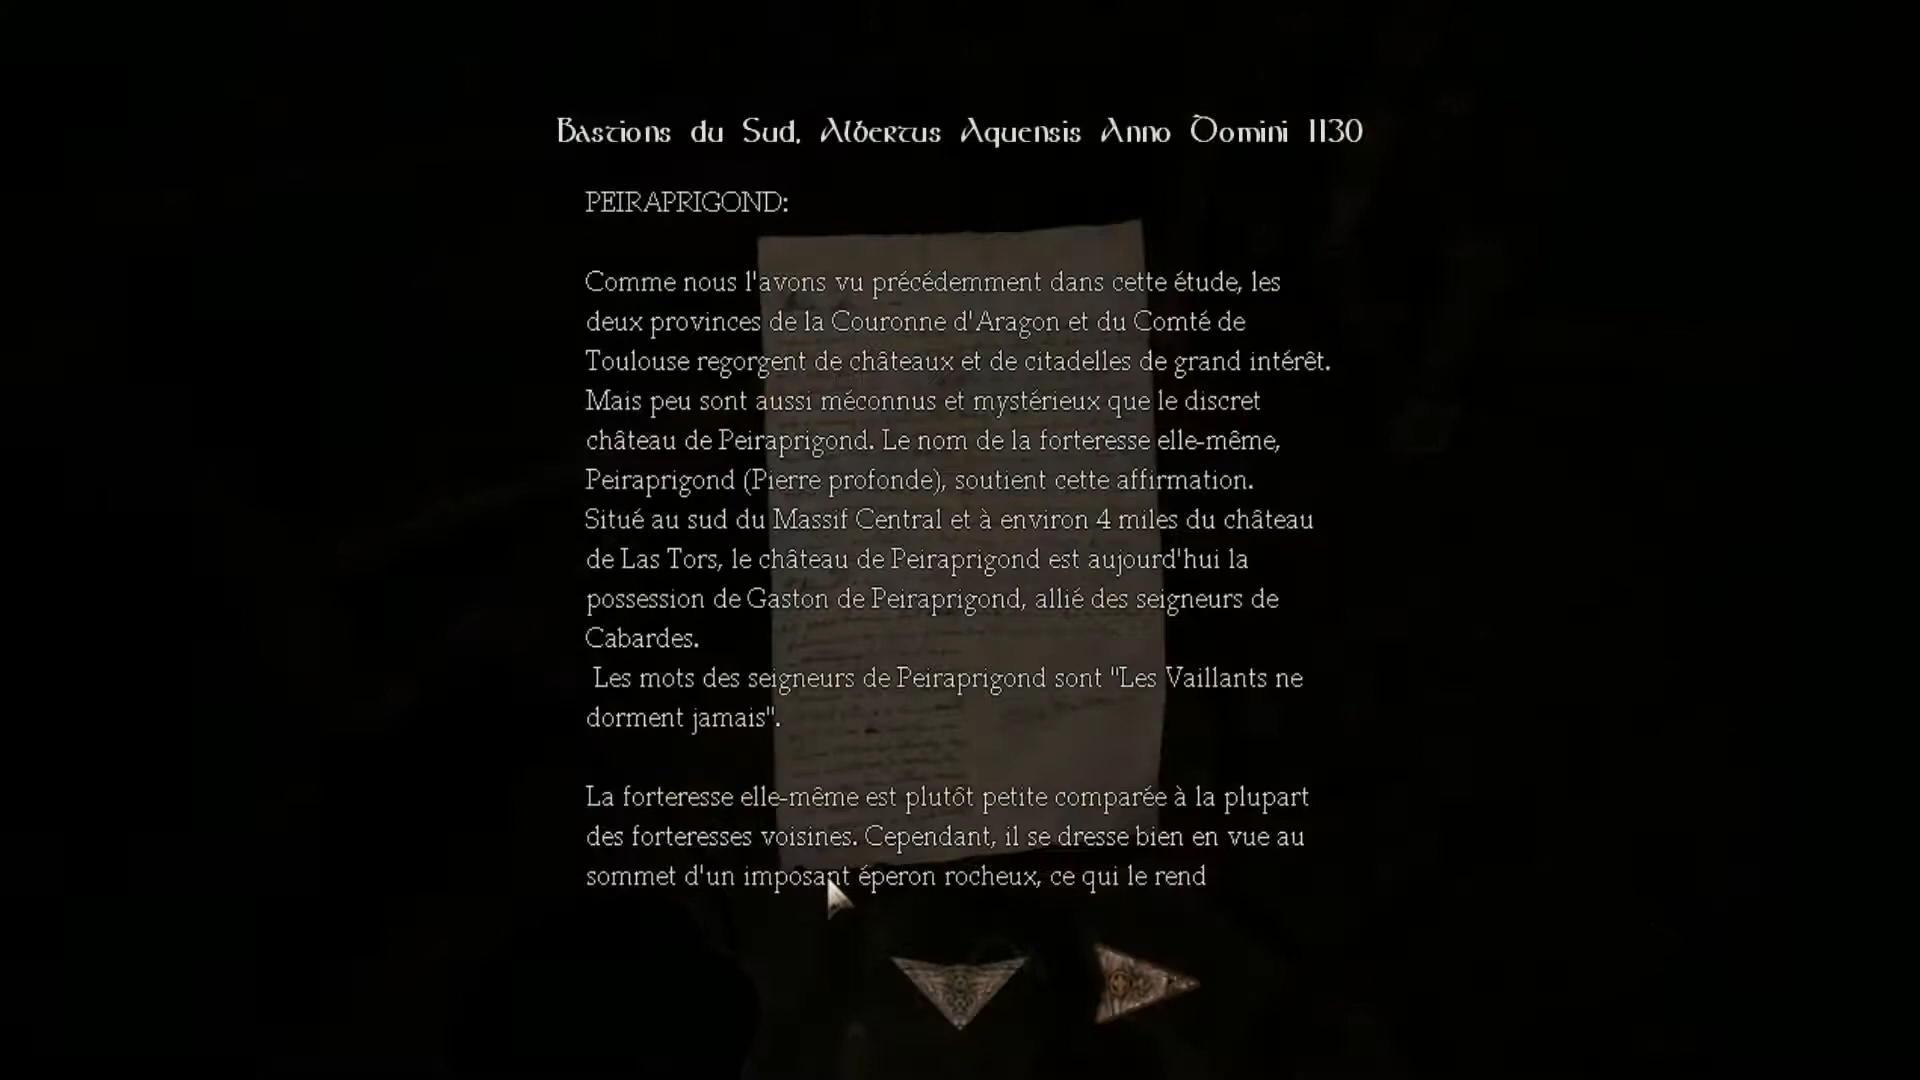 Bastions du Sud, Albertus Aquensis Anno Domini 1130
PEIRAPRIGOND:
Comme nous l'avons vu précédemment dans cette étude, les
deux provinces de la Couronne d'Aragon et du Comté de
Toulouse regorgent de châteaux et de citadelles de grand intérêt.
Mais peu sont aussi méconnus et mystérieux que le discret
château de Peiraprigond. Le nom de la forteresse elle-même,
Peiraprigond (Pierre profonde), soutient cette affirmation.
Situé au sud du Massif Central et à environ 4 miles du château
de Las Tors, le château de Peiraprigond est aujourd'hui la
possession de Gaston de Peiraprigond, allié des seigneurs de
Cabardes.
Les mots des seigneurs de Peiraprigond sont "Les Vaillants ne
dorment jamais".
La forteresse elle-même est plutôt petite comparée à la plupart
des forteresses voisines. Cependant, il se dresse bien en vue au
sommet d'un imposant éperon rocheux, ce qui le rend